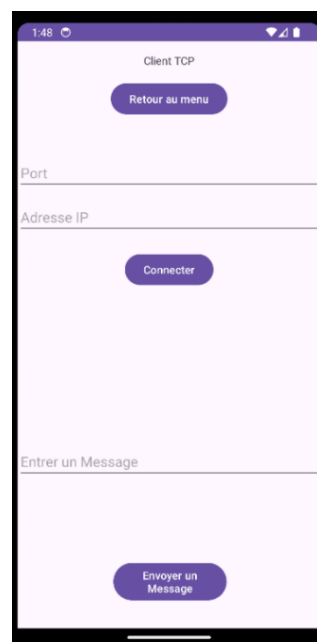 1:48
Client TCP
Retour au menu
Port
Adresse IP
Connecter
Entrer un Message
Envoyer un
Message